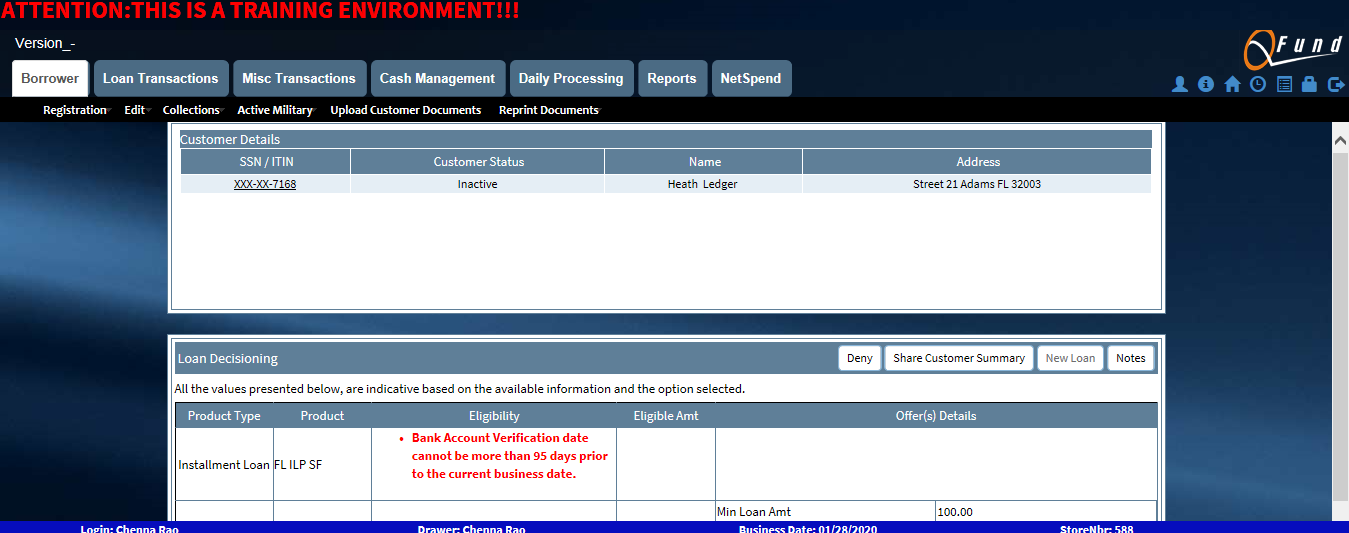 ATTENTION:THIS IS A TRAINING ENVIRONMENT!!!
Version_-
QFund
Borrower Loan Transactions Misc Transactions Cash Management Daily Processing Reports NetSpend
Registration Edit Collections Active Military Upload Customer Documents Reprint Documents
Customer Details
SSN / ITIN Customer Status Name Address
XXX-XX-7168 Inactive Heath Ledger Street 21 Adams FL 32003
Loan Decisioning Deny Share Customer Summary New Loan Notes
All the values presented below, are indicative based on the available information and the option selected.
Product Type Product Eligibility Eligible Amt Offer(s) Details
• Bank Account Verification date
cannot be more than 95 days prior
to the current business date.
Installment Loan FL ILP SF
Min Loan Amt 100.00
Login: Chenna Rao Drawer: Chenna Rao Business Date: 01/28/2020 StoreNbr: 588